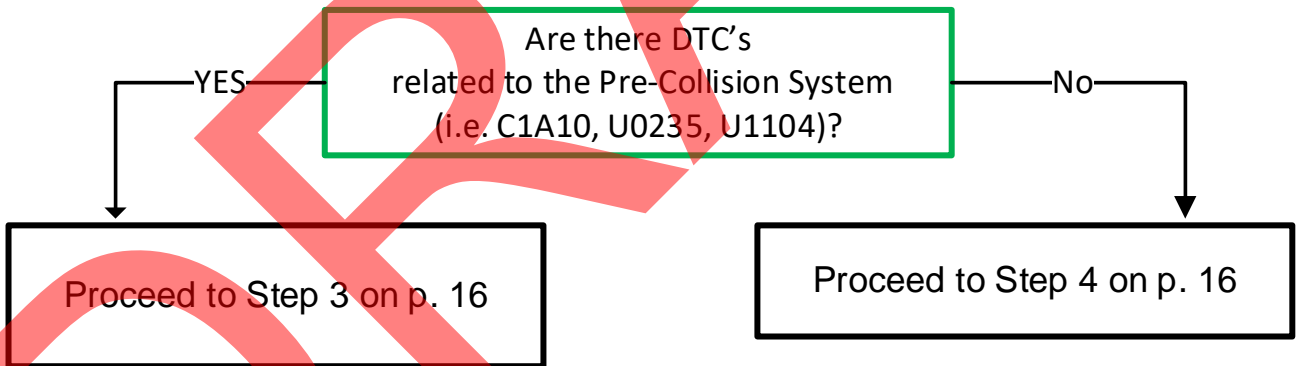 Are there DTC's
related to the Pre-Collision System
(i.e. C1A10, U0235, U1104)?
YES
No
Proceed to Step 3 on p. 16
Proceed to Step 4 on p. 16